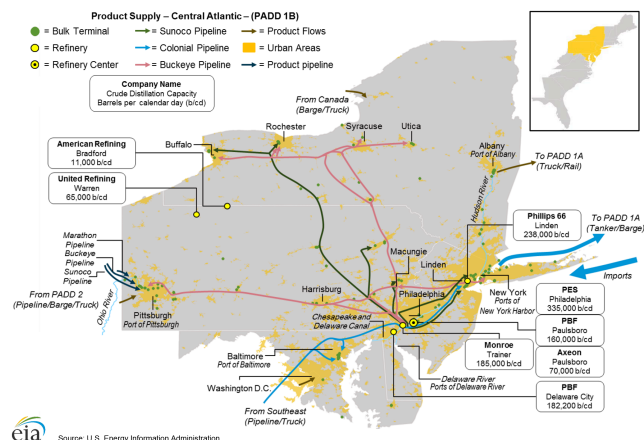 Product Supply – Central Atlantic – (PADD 1B)
= Bulk Terminal
= Sunoco Pipeline
= Product Flows
= Refinery
= Colonial Pipeline
= Urban Areas
= Refinery Center
= Buckeye Pipeline
= Product pipeline
Company Name
Crude Distillation Capacity
Barrels per calendar day (b/cd)
From Canada
(Barge/Truck)
Rochester
Syracuse
Utica
American Refining
Bradford
11,000 b/cd
Buffalo
Albany
Port of Albany
To PADD 1A
(Truck/Rail)
United Refining
Warren
65,000 b/cd
Hudson River
Phillips 66
Linden
238,000 b/cd
To PADD 1A
(Tanker/Barge)
Marathon
Pipeline
Buckeye
Pipeline
Sunoco
Pipeline
Macungie
Linden
Imports
From PADD 2
(Pipeline/Barge/Truck)
Ohio River
Harrisburg
Philadelphia
New York
Ports of
New York Harbor
PES
Philadelphia
335,000 b/cd
Pittsburgh
Port of Pittsburgh
Chesapeake and
Delaware Canal
PBF
Paulsboro
160,000 b/cd
Baltimore
Port of Baltimore
Monroe
Trainer
185,000 b/cd
Axeon
Paulsboro
70,000 b/cd
Washington D.C.
Delaware River
Ports of Delaware River
PBF
Delaware City
182,200 b/cd
From Southeast
(Pipeline/Truck)
eia
Source: U.S. Energy Information Administration